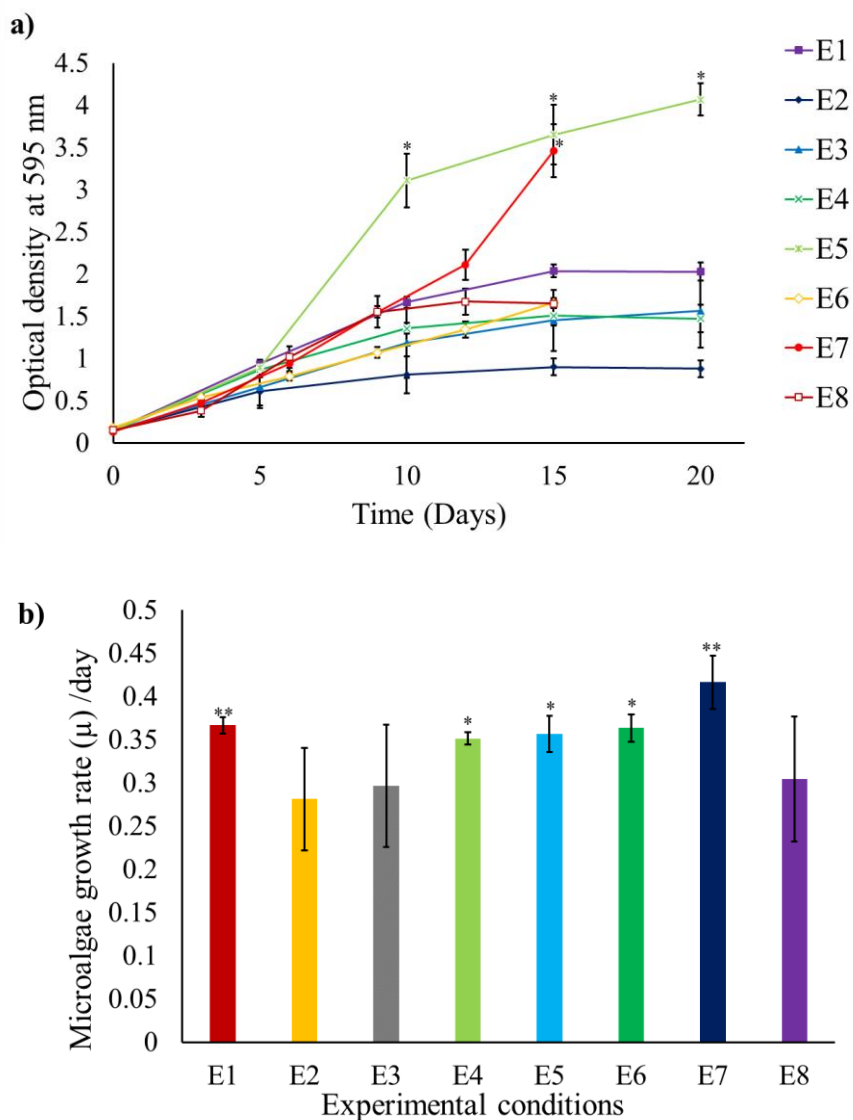 a)
Optical density at 595 nm
4.5
4
3.5
3
2.5
2
1.5
1
0.5
0
* * * *
0 5 10 15 20
Time (Days)
E1
E2
E3
E4
E5
E6
E7
E8
b)
Microalgae growth rate (μ) /day
0.5
0.45
0.4
0.35
0.3
0.25
0.2
0.15
0.1
0.05
0
** * * * **
E1 E2 E3 E4 E5 E6 E7 E8
Experimental conditions